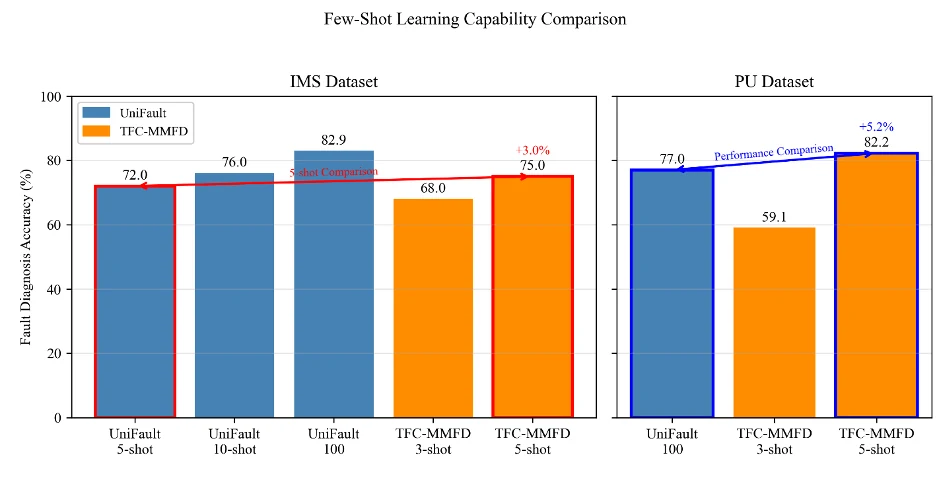 Few-Shot Learning Capability Comparison
IMS Dataset
Fault Diagnosis Accuracy (%)
100
80
60
40
20
0
UniFault
TFC-MMFD
72.0
76.0
82.9
68.0
+3.0%
75.0
5-shot Comparison
UniFault
5-shot
UniFault
10-shot
UniFault
100
TFC-MMFD
3-shot
TFC-MMFD
5-shot
PU Dataset
77.0
Performance Comparison
59.1
+5.2%
82.2
UniFault
100
TFC-MMFD
3-shot
TFC-MMFD
5-shot